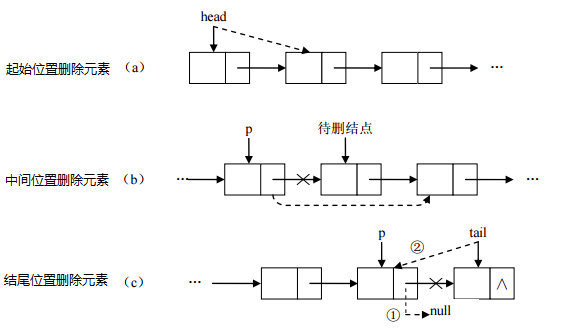 head
起始位置删除元素 （a） ···
p 待删结点
中间位置删除元素 （b） ··· ···
p ② tail
结尾位置删除元素 （c） ··· ∧
① null